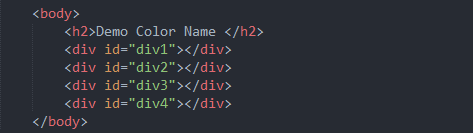 <body>
<h2>Demo Color Name </h2>
<div id="div1"></div>
<div id="div2"></div>
<div id="div3"></div>
<div id="div4"></div>
</body>